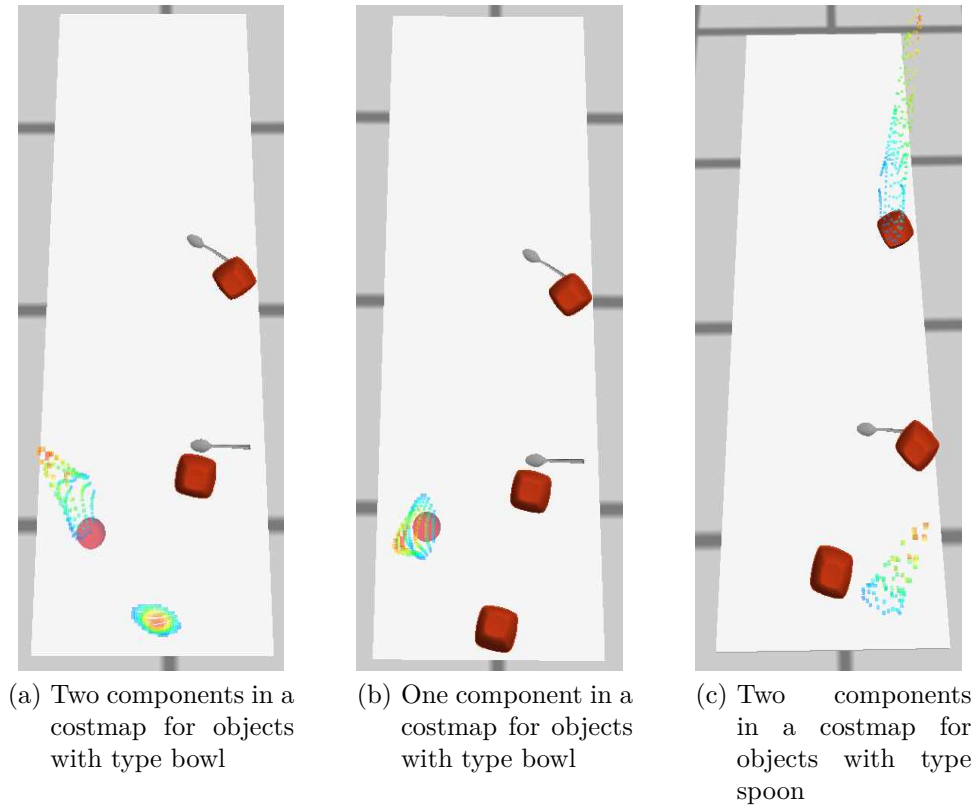 (a) Two components in a
costmap for objects
with type bowl
(b) One component in a
costmap for objects
with type bowl
(c) Two components
in a costmap for
objects with type
spoon